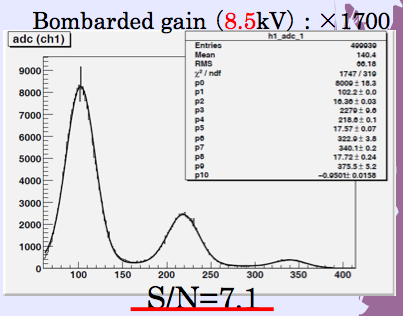 Bombarded gain (8.5kV) : ×1700
adc (ch1)
h1_adc_1
Entries 499939
Mean 140.4
RMS 66.18
χ² / ndf 1747 / 319
p0 8009 ± 18.3
p1 102.2 ± 0.0
p2 16.36 ± 0.03
p3 2279 ± 9.6
p4 218.8 ± 0.1
p5 17.57 ± 0.07
p6 322.9 ± 3.8
p7 340.1 ± 0.2
p8 17.72 ± 0.24
p9 375.5 ± 5.2
p10 -0.9501 ± 0.0158
9000
8000
7000
6000
5000
4000
3000
2000
1000
0
100 150 200 250 300 350 400
S/N=7.1